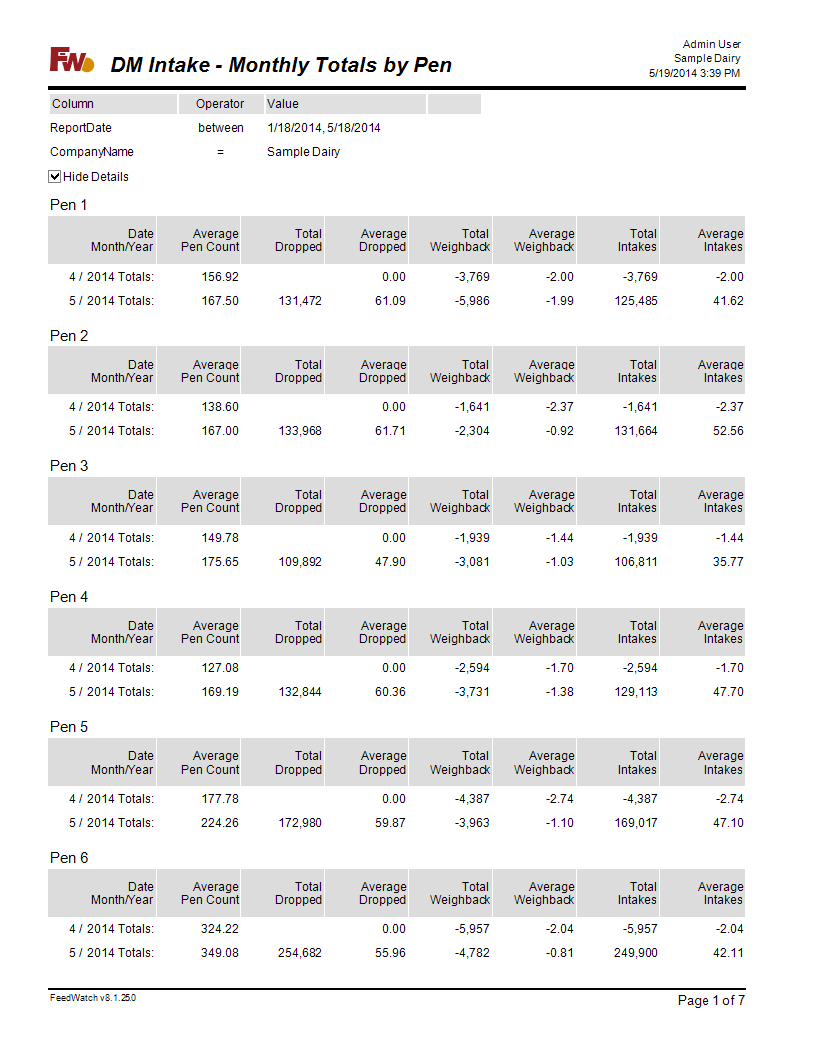 Admin User
Sample Dairy
5/19/2014 3:39 PM
FW DM Intake - Monthly Totals by Pen
Column Operator Value
ReportDate between 1/18/2014, 5/18/2014
CompanyName = Sample Dairy
Hide Details
Pen 1
Date Average Total Average Total Average Total Average
Month/Year Pen Count Dropped Dropped Weighback Weighback Intakes Intakes
4 / 2014 Totals: 156.92 0.00 -3,769 -2.00 -3,769 -2.00
5 / 2014 Totals: 167.50 131,472 61.09 -5,986 -1.99 125,485 41.62
Pen 2
Date Average Total Average Total Average Total Average
Month/Year Pen Count Dropped Dropped Weighback Weighback Intakes Intakes
4 / 2014 Totals: 138.60 0.00 -1,641 -2.37 -1,641 -2.37
5 / 2014 Totals: 167.00 133,968 61.71 -2,304 -0.92 131,664 52.56
Pen 3
Date Average Total Average Total Average Total Average
Month/Year Pen Count Dropped Dropped Weighback Weighback Intakes Intakes
4 / 2014 Totals: 149.78 0.00 -1,939 -1.44 -1,939 -1.44
5 / 2014 Totals: 175.65 109,892 47.90 -3,081 -1.03 106,811 35.77
Pen 4
Date Average Total Average Total Average Total Average
Month/Year Pen Count Dropped Dropped Weighback Weighback Intakes Intakes
4 / 2014 Totals: 127.08 0.00 -2,594 -1.70 -2,594 -1.70
5 / 2014 Totals: 169.19 132,844 60.36 -3,731 -1.38 129,113 47.70
Pen 5
Date Average Total Average Total Average Total Average
Month/Year Pen Count Dropped Dropped Weighback Weighback Intakes Intakes
4 / 2014 Totals: 177.78 0.00 -4,387 -2.74 -4,387 -2.74
5 / 2014 Totals: 224.26 172,980 59.87 -3,963 -1.10 169,017 47.10
Pen 6
Date Average Total Average Total Average Total Average
Month/Year Pen Count Dropped Dropped Weighback Weighback Intakes Intakes
4 / 2014 Totals: 324.22 0.00 -5,957 -2.04 -5,957 -2.04
5 / 2014 Totals: 349.08 254,682 55.96 -4,782 -0.81 249,900 42.11
FeedWatch v8.1.25.0 Page 1 of 7